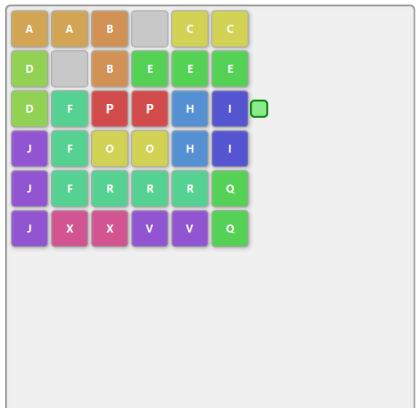 A A B C C
D B E E E
D F P P H I
J F O O H I
J F R R R Q
J X X V V Q